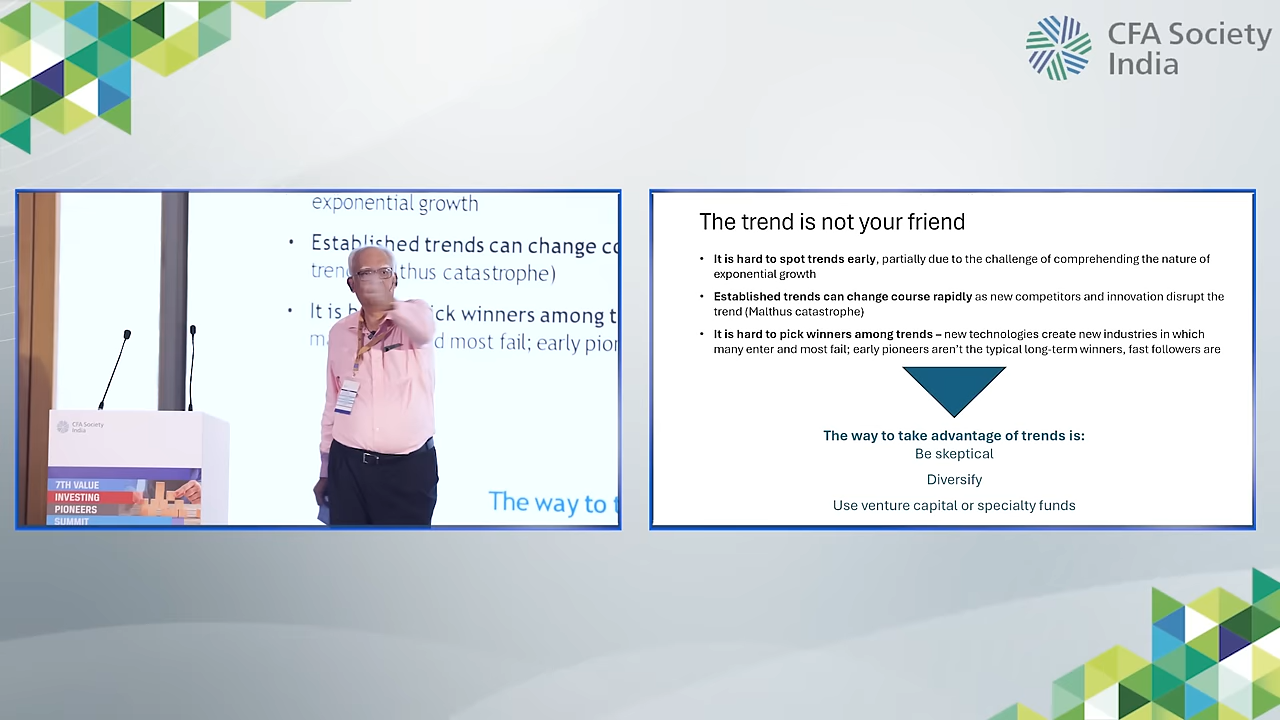 CFA Society
India
exponential growth
• Established trends can change co
tren lthus catastrophe)
• It is h ick winners among t
m d most fail; early pion
CFA Society
India
7TH VALUE
INVESTING
PIONEERS
SUMMIT
The way to t
The trend is not your friend
• It is hard to spot trends early, partially due to the challenge of comprehending the nature of
exponential growth
• Established trends can change course rapidly as new competitors and innovation disrupt the
trend (Malthus catastrophe)
• It is hard to pick winners among trends – new technologies create new industries in which
many enter and most fail; early pioneers aren't the typical long-term winners, fast followers are
The way to take advantage of trends is:
Be skeptical
Diversify
Use venture capital or specialty funds